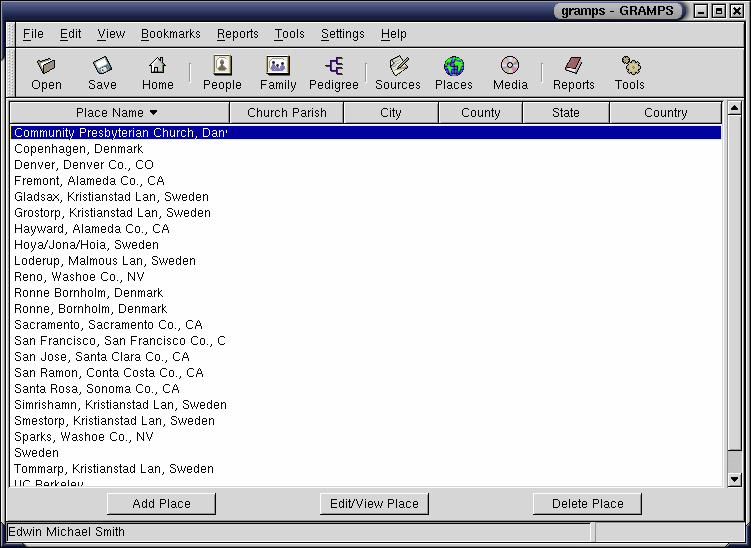 gramps - GRAMPS
File Edit View Bookmarks Reports Tools Settings Help
Open Save Home People Family Pedigree Sources Places Media Reports Tools
Place Name Church Parish City County State Country
Community Presbyterian Church, Dan
Copenhagen, Denmark
Denver, Denver Co., CO
Fremont, Alameda Co., CA
Gladsax, Kristianstad Lan, Sweden
Grostorp, Kristianstad Lan, Sweden
Hayward, Alameda Co., CA
Hoya/Jona/Hoia, Sweden
Loderup, Malmous Lan, Sweden
Reno, Washoe Co., NV
Ronne Bornholm, Denmark
Ronne, Bornholm, Denmark
Sacramento, Sacramento Co., CA
San Francisco, San Francisco Co., C
San Jose, Santa Clara Co., CA
San Ramon, Conta Costa Co., CA
Santa Rosa, Sonoma Co., CA
Simrishamn, Kristianstad Lan, Sweden
Smestorp, Kristianstad Lan, Sweden
Sparks, Washoe Co., NV
Sweden
Tommarp, Kristianstad Lan, Sweden
UC Berkeley
Add Place Edit/View Place Delete Place
Edwin Michael Smith